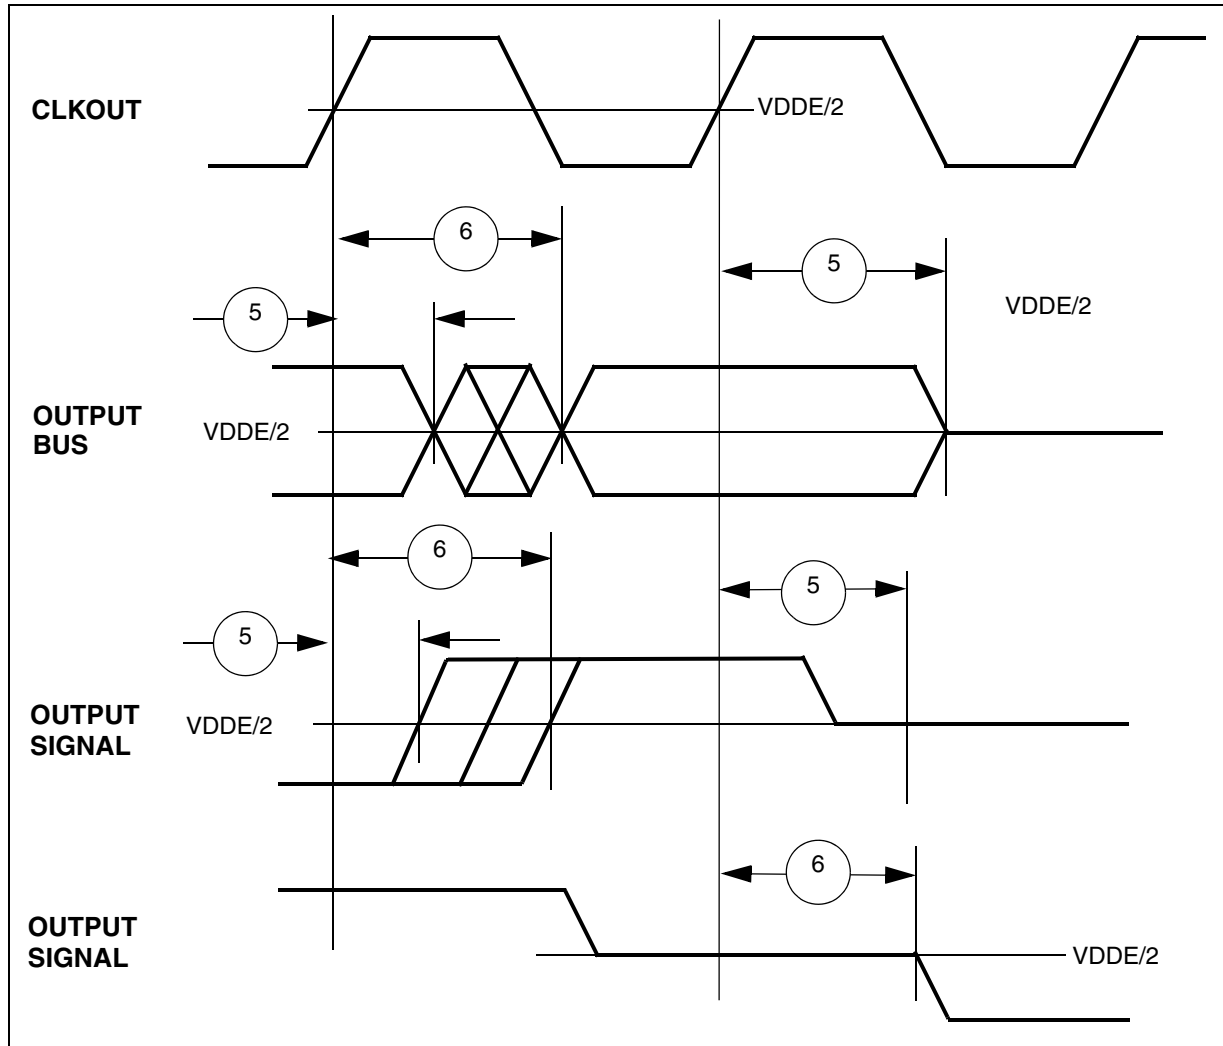 CLKOUT
VDDE/2
6
5
5
VDDE/2
OUTPUT
BUS
VDDE/2
6
5
5
OUTPUT
SIGNAL
VDDE/2
6
OUTPUT
SIGNAL
VDDE/2